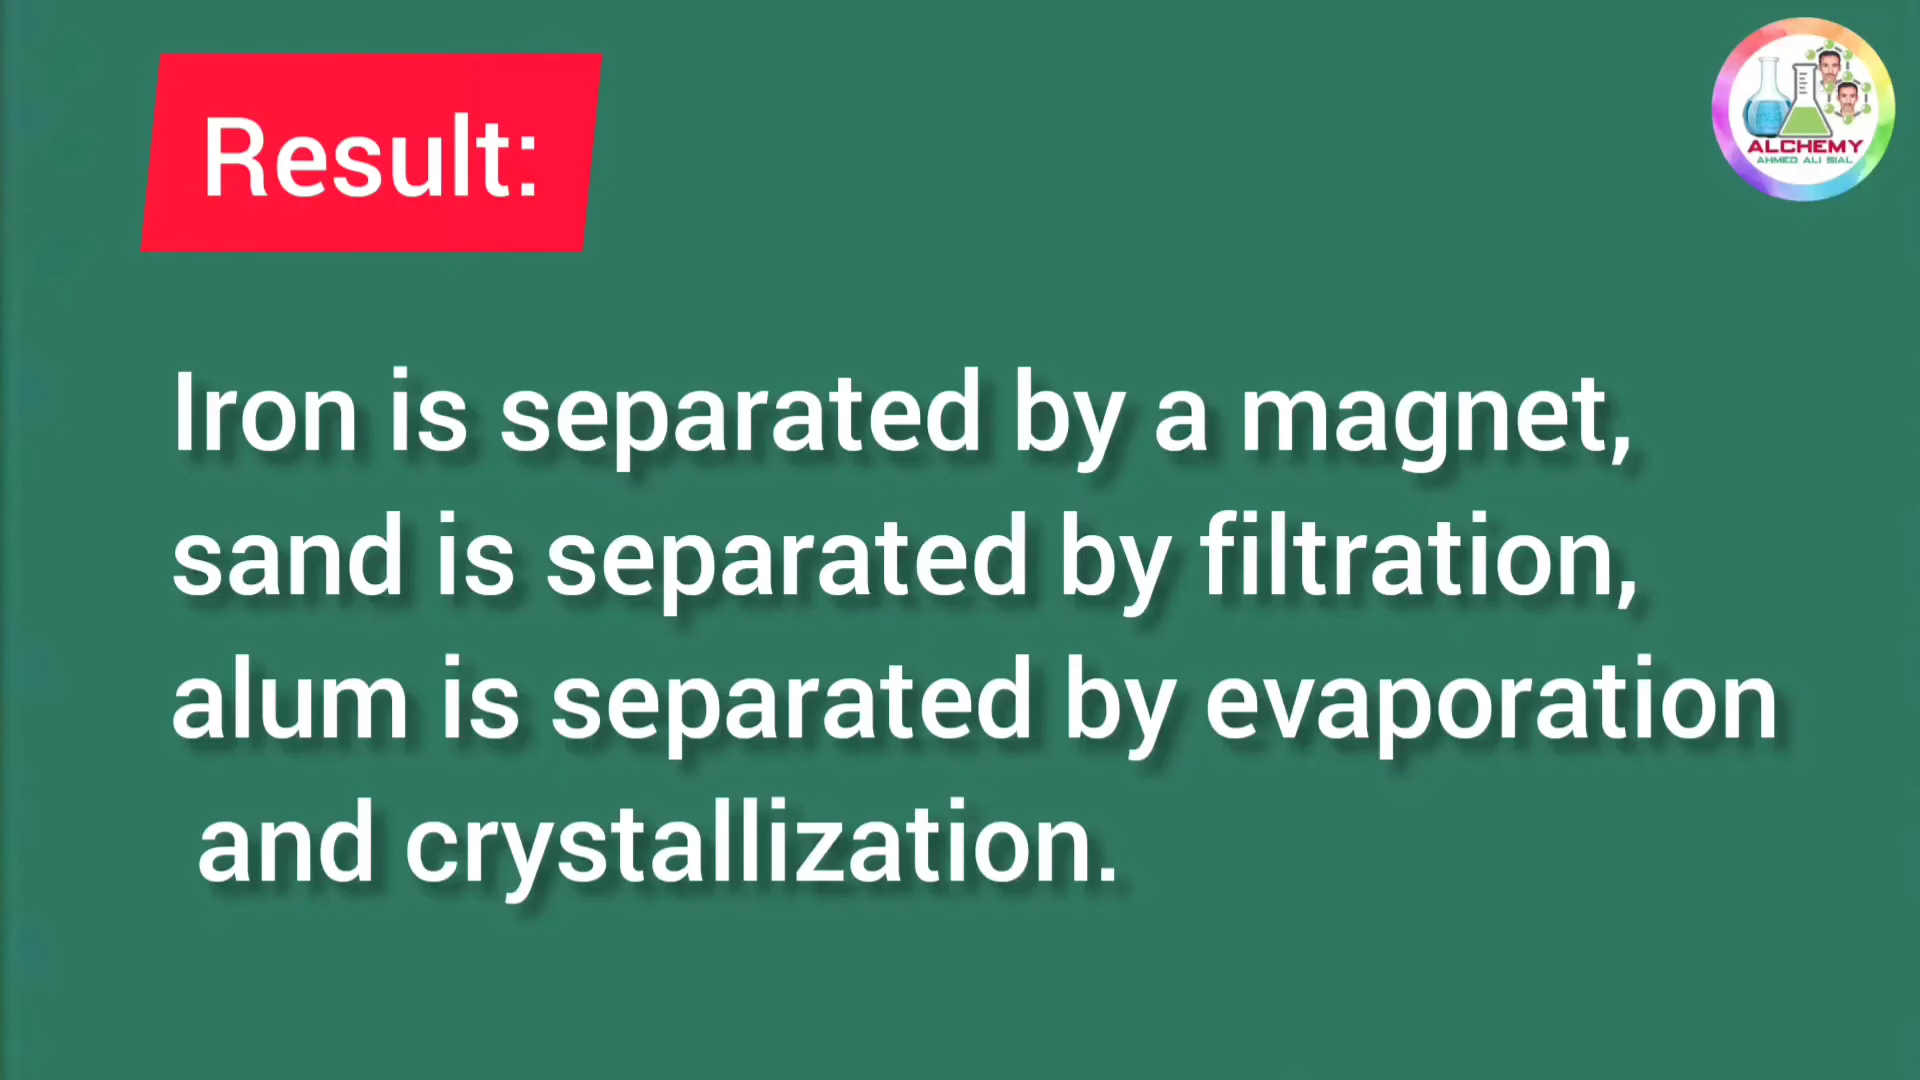 Result:
ALCHEMY
AHMED ALI SIAL
Iron is separated by a magnet,
sand is separated by filtration,
alum is separated by evaporation
and crystallization.